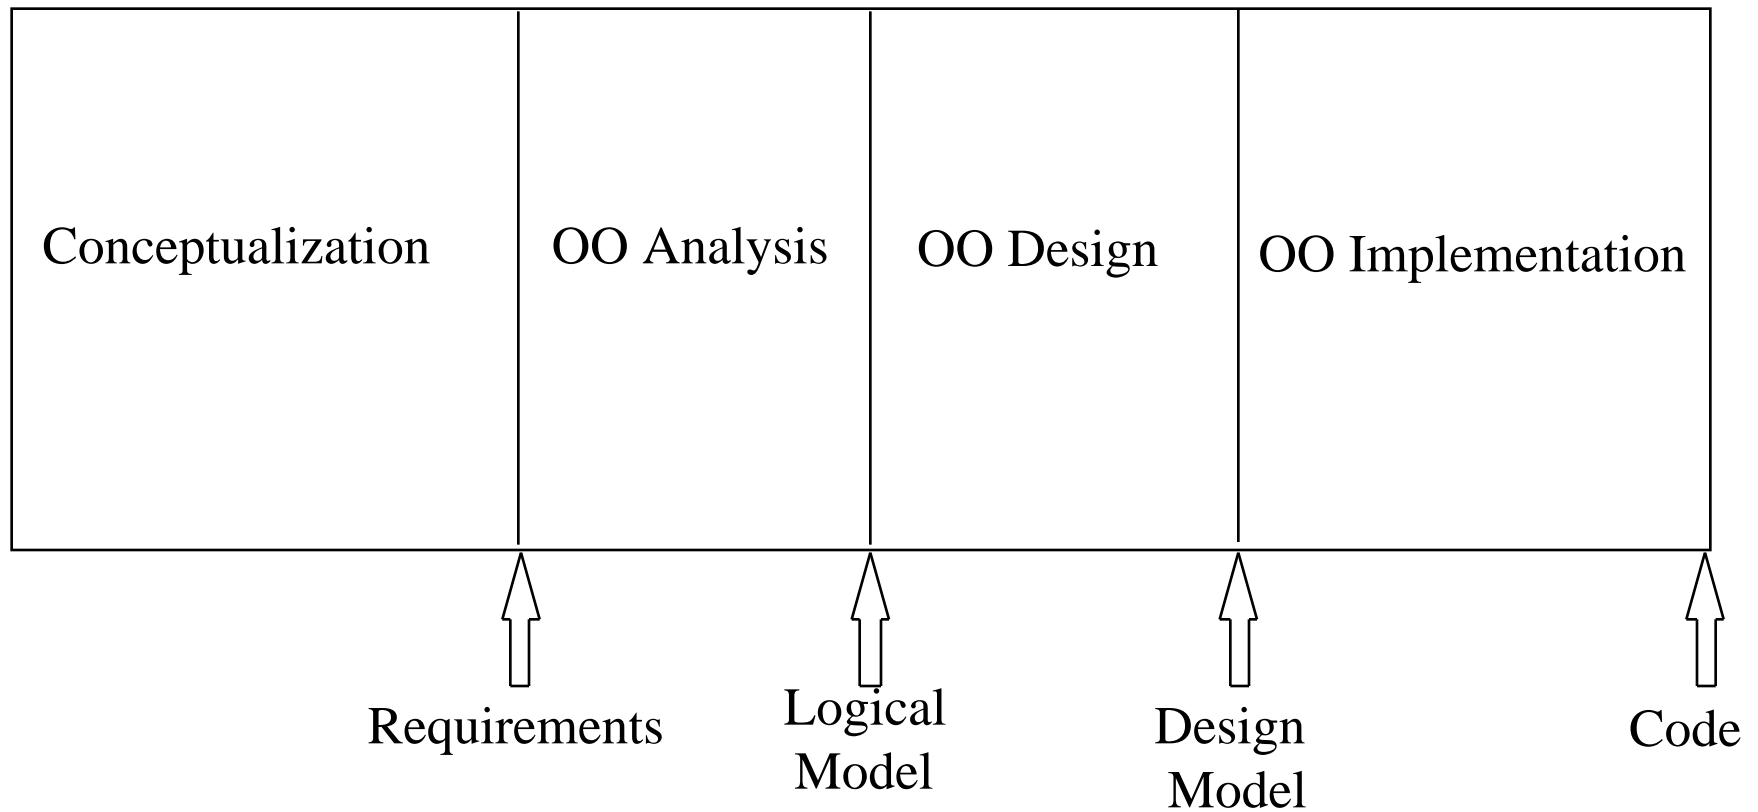 Conceptualization
OO Analysis
OO Design
OO Implementation
Requirements
Logical
Model
Design
Model
Code